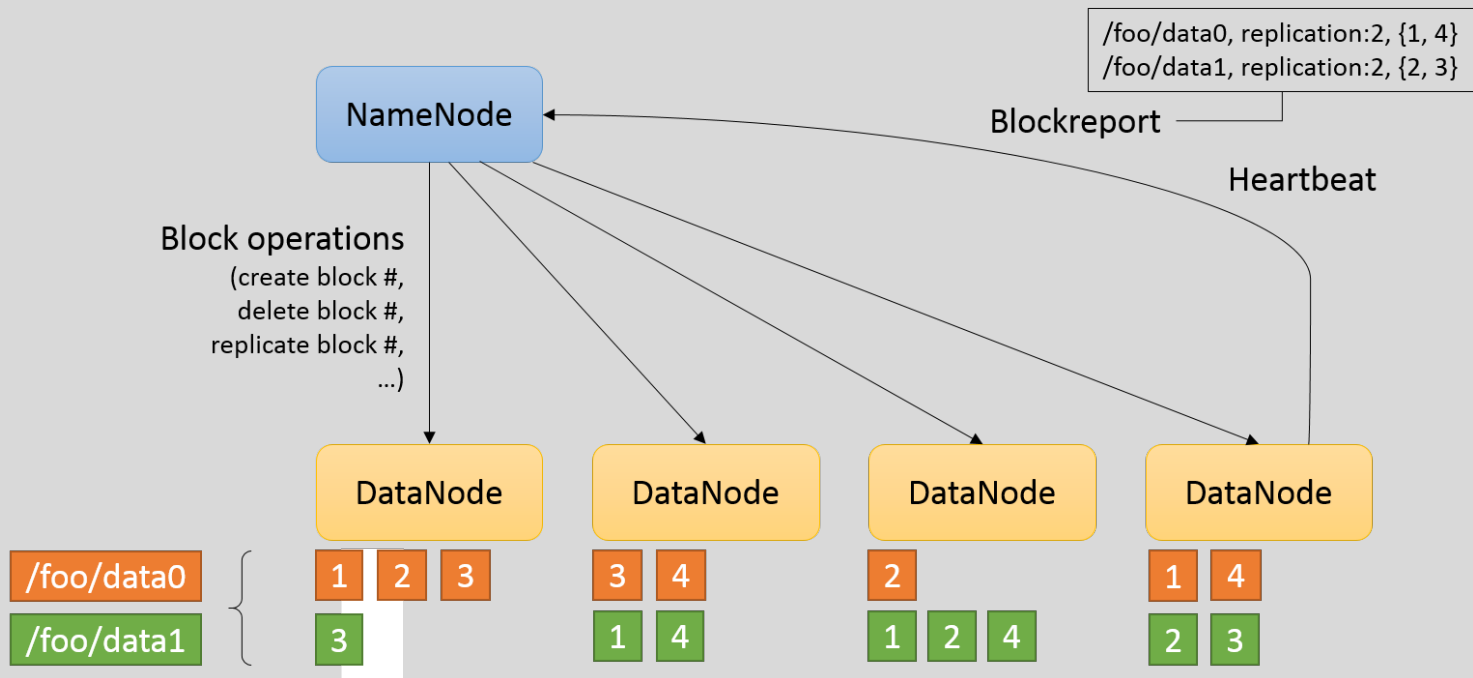 /foo/data0, replication:2, {1, 4}
/foo/data1, replication:2, {2, 3}
NameNode
Blockreport
Heartbeat
Block operations
(create block #,
delete block #,
replicate block #,
...)
DataNode DataNode DataNode DataNode
/foo/data0 1 2 3 3 4 2 1 4
/foo/data1 3 1 4 1 2 4 2 3